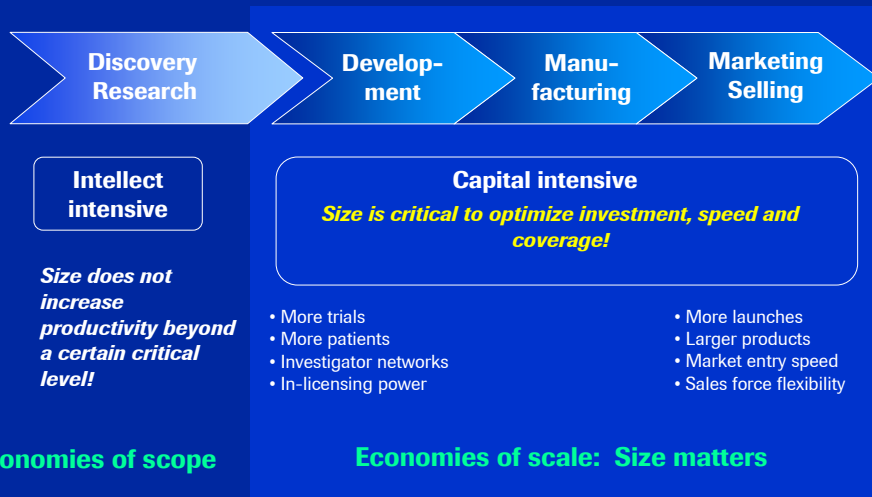 Discovery
Research
Develop-
ment
Manu-
facturing
Marketing
Selling
Intellect
intensive
Capital intensive
Size is critical to optimize investment, speed and
coverage!
Size does not
increase
productivity beyond
a certain critical
level!
• More trials
• More patients
• Investigator networks
• In-licensing power
• More launches
• Larger products
• Market entry speed
• Sales force flexibility
onomies of scope
Economies of scale:  Size matters